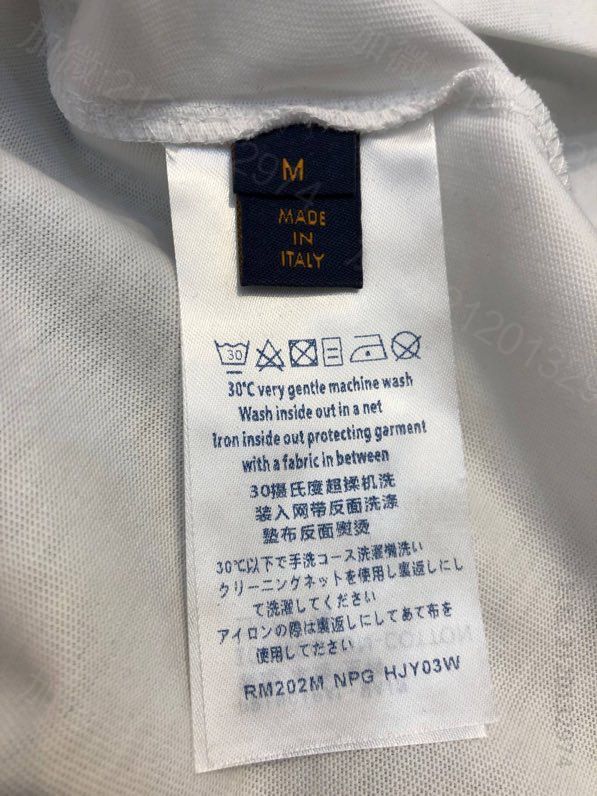 M
MADE
IN
ITALY
30
30℃ very gentle machine wash
Wash inside out in a net
Iron inside out protecting garment
with a fabric in between
30摄氏度超揉机洗
装入网带反面洗涤
墊布反面熨烫
30℃以下で手洗コース洗濯機洗い
クリーニングネットを使用し裏返しにし
て洗濯してください
アイロンの際は裏返しにしてあて布を
使用してださい
RM202M NPG HJY03W